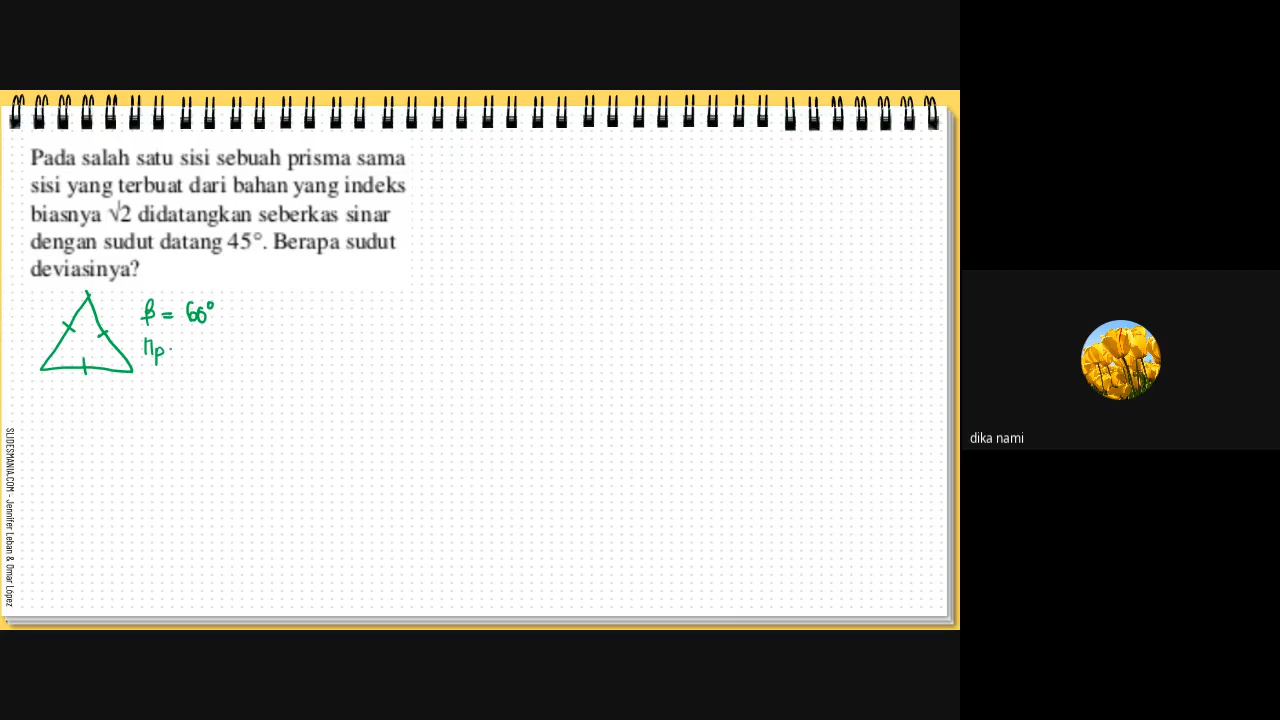 Pada salah satu sisi sebuah prisma sama
sisi yang terbuat dari bahan yang indeks
biasnya √2 didatangkan seberkas sinar
dengan sudut datang 45°. Berapa sudut
deviasinya?
β = 60°
np
SLIDESMANIA.COM - Jennifer Leban & Omar López
dika nami